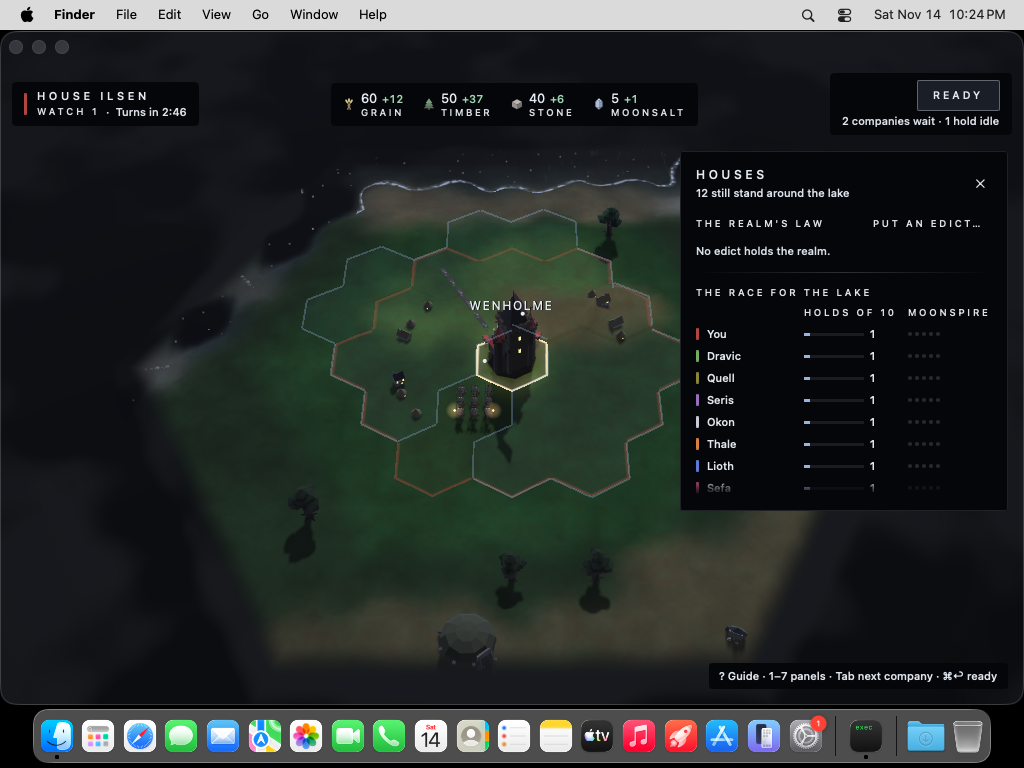 Finder File Edit View Go Window Help Sat Nov 14 10:24 PM
HOUSE ILSEN
WATCH 1 · Turns in 2:46
60 +12 50 +37 40 +6 5 +1
GRAIN TIMBER STONE MOONSALT
READY
2 companies wait · 1 hold idle
HOUSES
12 still stand around the lake
THE REALM'S LAW PUT AN EDICT…
No edict holds the realm.
THE RACE FOR THE LAKE
HOLDS OF 10 MOONSPIRE
You 1
Dravic 1
Quell 1
Seris 1
Okon 1
Thale 1
Lioth 1
Sefa 1
WENHOLME
? Guide · 1–7 panels · Tab next company · ⌘↩ ready
Sat
14
tv
1
exec